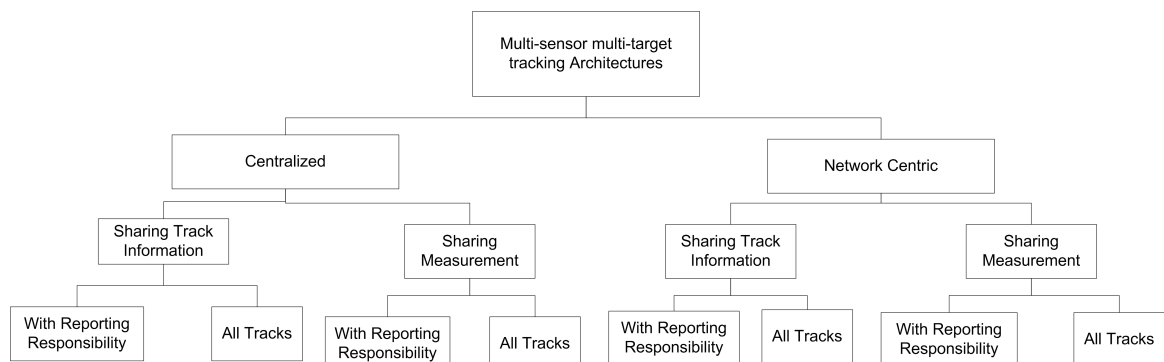 Multi-sensor multi-target
tracking Architectures
Centralized
Network Centric
Sharing Track
Information
Sharing
Measurement
Sharing Track
Information
Sharing
Measurement
With Reporting
Responsibility
All Tracks
With Reporting
Responsibility
All Tracks
With Reporting
Responsibility
All Tracks
With Reporting
Responsibility
All Tracks